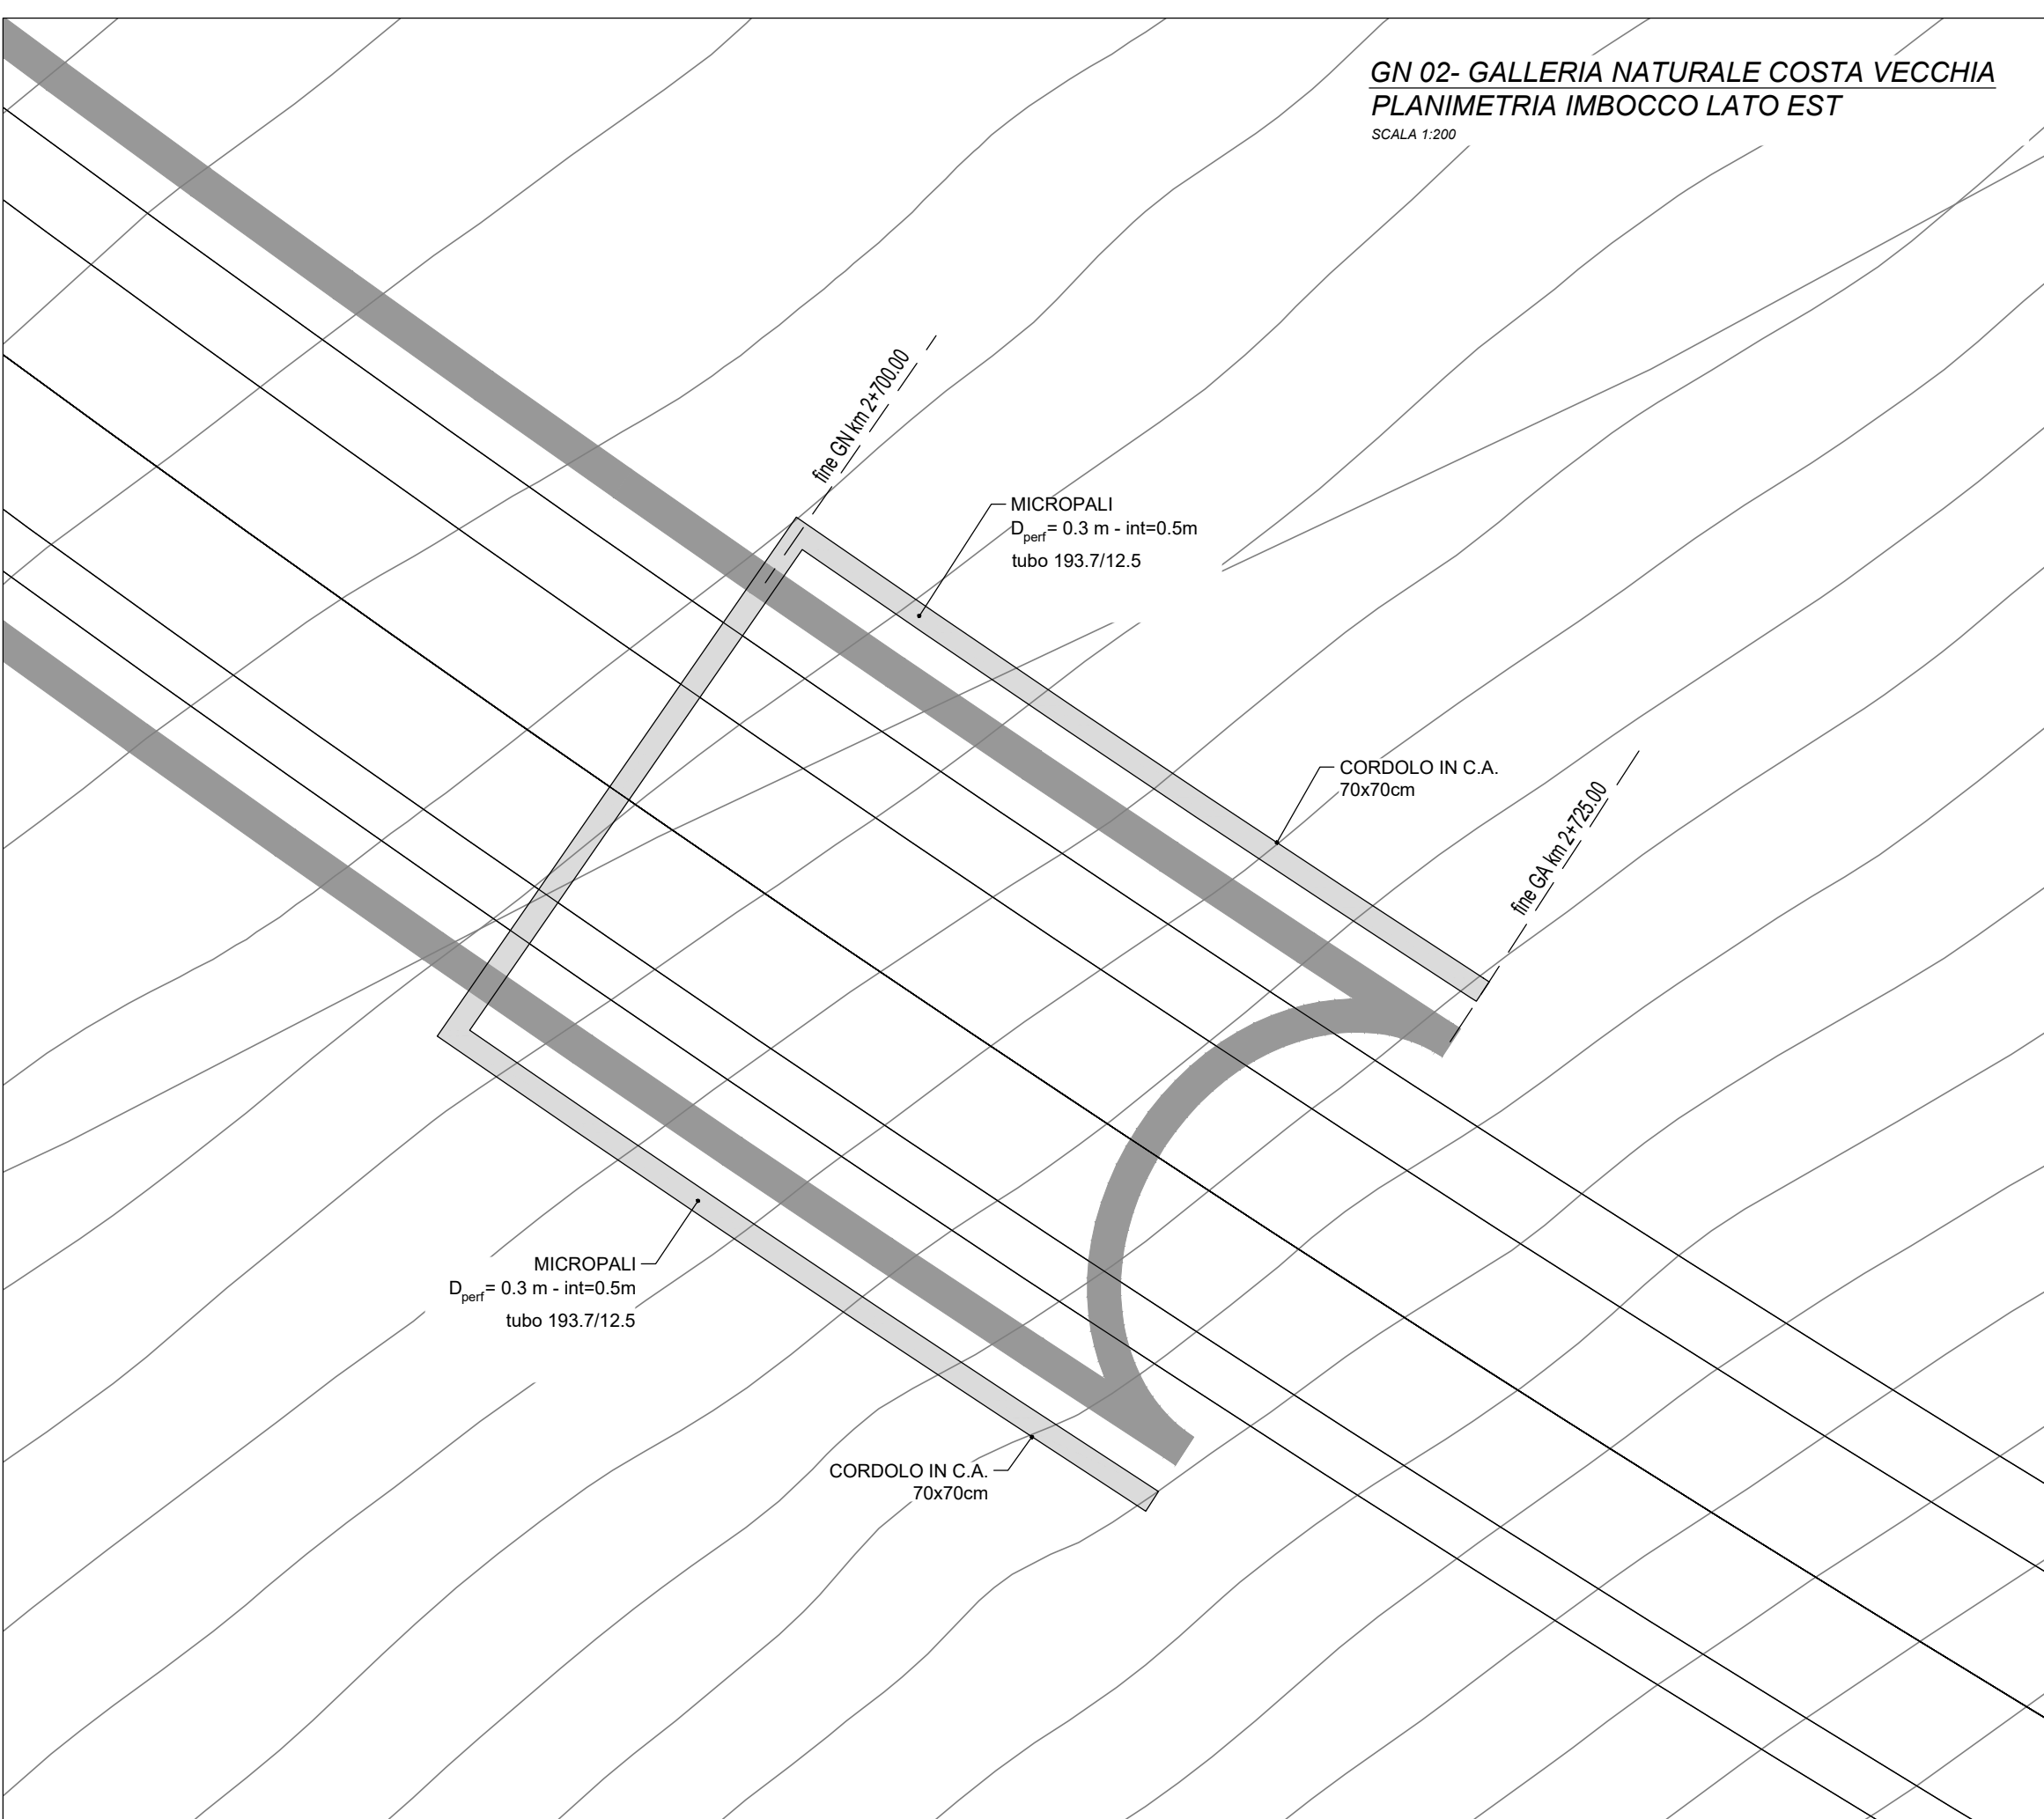 GN 02- GALLERIA NATURALE COSTA VECCHIA
PLANIMETRIA IMBOCCO LATO EST
SCALA 1:200
fine GN km 2+700.00
MICROPALI
Dperf= 0.3 m - int=0.5m
tubo 193.7/12.5
CORDOLO IN C.A.
70x70cm
fine GA km 2+725.00
MICROPALI
Dperf= 0.3 m - int=0.5m
tubo 193.7/12.5
CORDOLO IN C.A.
70x70cm